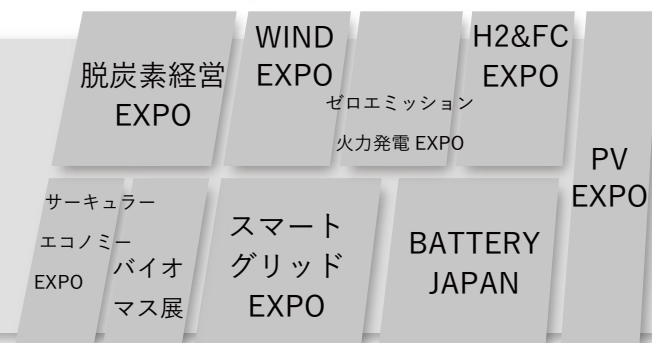 脱炭素経営
EXPO
WIND
EXPO
ゼロエミッション
火力発電 EXPO
H2&FC
EXPO
PV
EXPO
サーキュラー
エコノミー
EXPO
バイオ
マス展
スマート
グリッド
EXPO
BATTERY
JAPAN